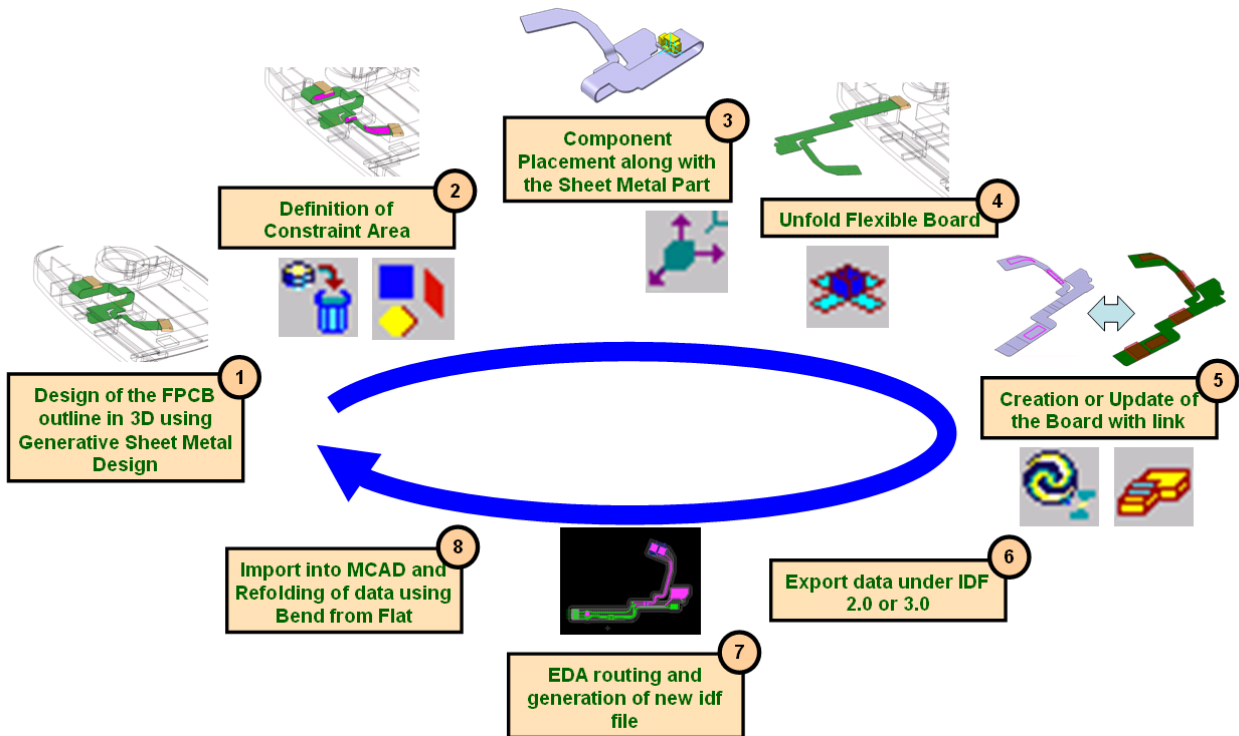 1
Design of the FPCB
outline in 3D using
Generative Sheet Metal
Design
2
Definition of
Constraint Area
3
Component
Placement along with
the Sheet Metal Part
4
Unfold Flexible Board
5
Creation or Update of
the Board with link
6
Export data under IDF
2.0 or 3.0
7
EDA routing and
generation of new idf
file
8
Import into MCAD and
Refolding of data using
Bend from Flat